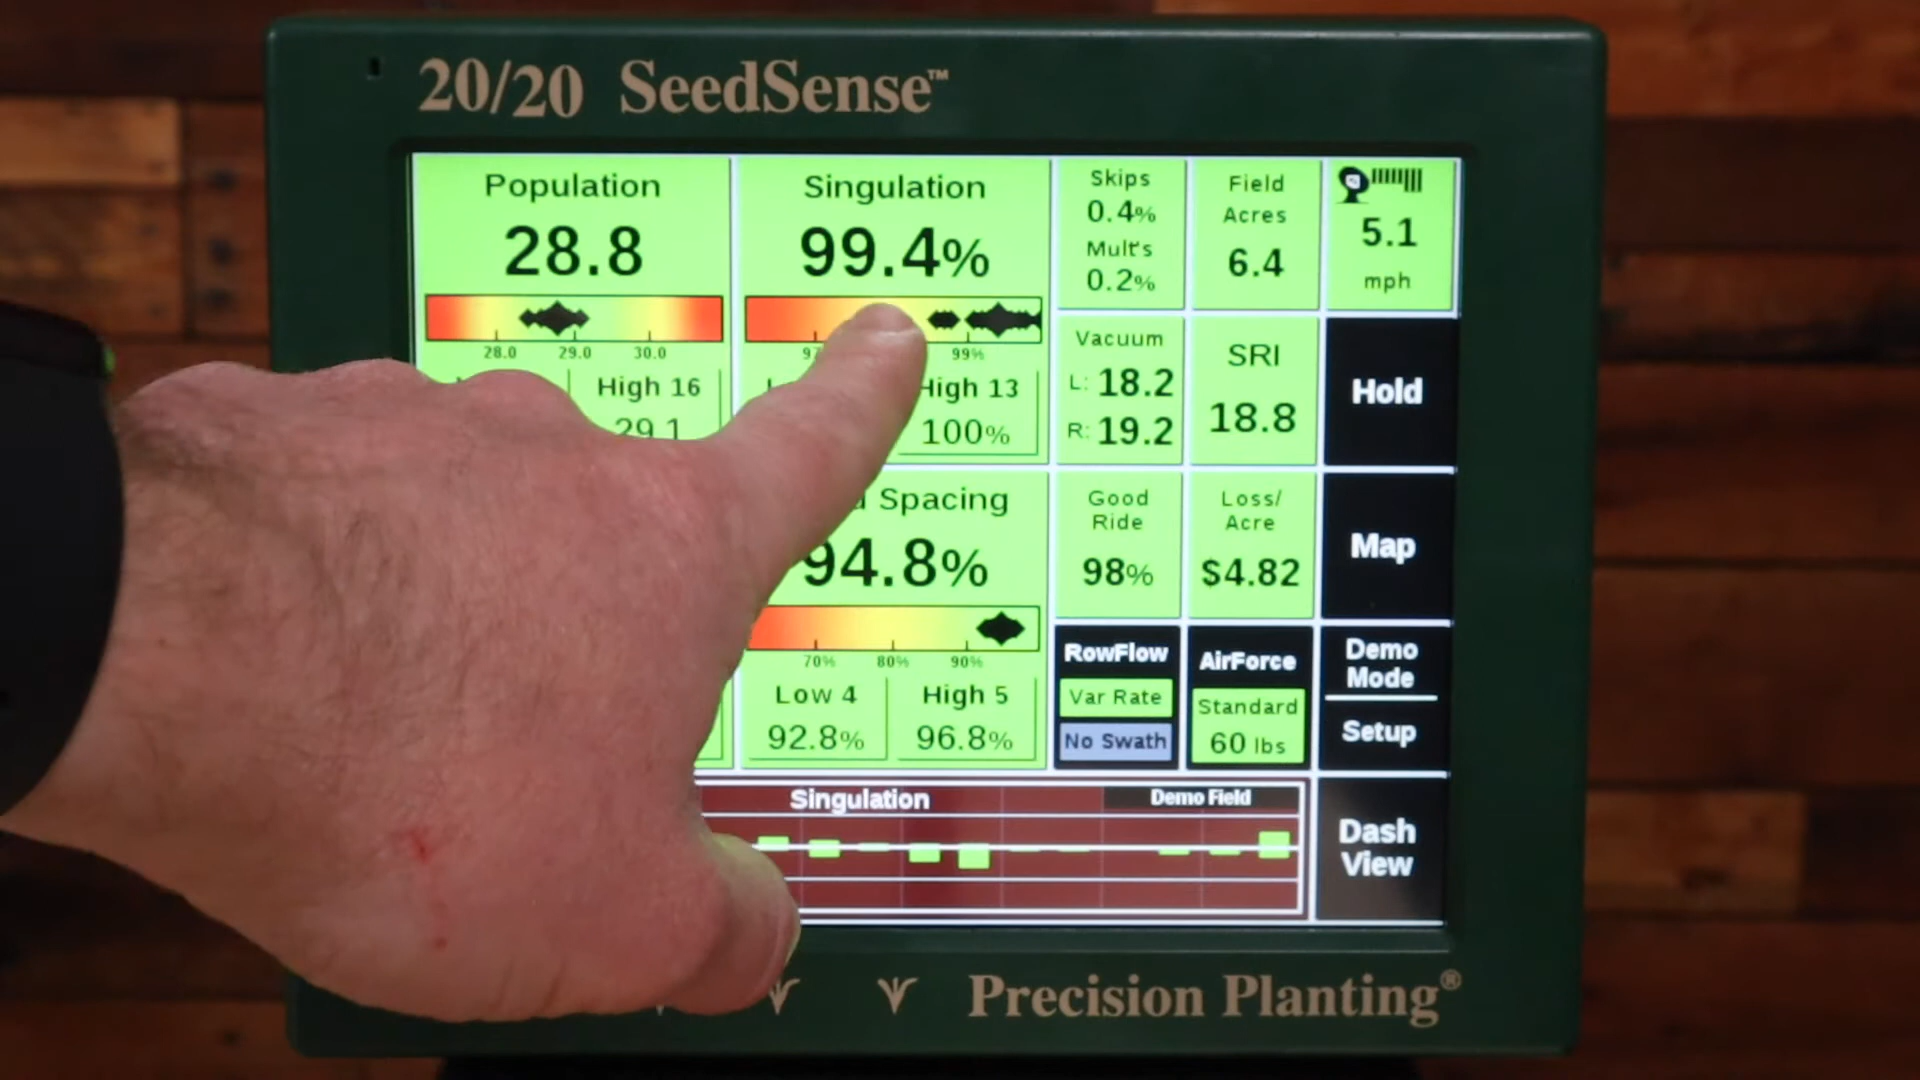 20/20 SeedSense™
Population
28.8
28.0 29.0 30.0
High 16
29.1
Singulation
99.4%
99%
High 13
100%
Skips
0.4%
Mult's
0.2%
Field
Acres
6.4
5.1
mph
Vacuum
L: 18.2
R: 19.2
SRI
18.8
Hold
Spacing
94.8%
70% 80% 90%
Low 4
92.8%
High 5
96.8%
Good
Ride
98%
Loss/
Acre
$4.82
Map
RowFlow
Var Rate
No Swath
AirForce
Standard
60 lbs
Demo
Mode
Setup
Singulation
Demo Field
Dash
View
Precision Planting®